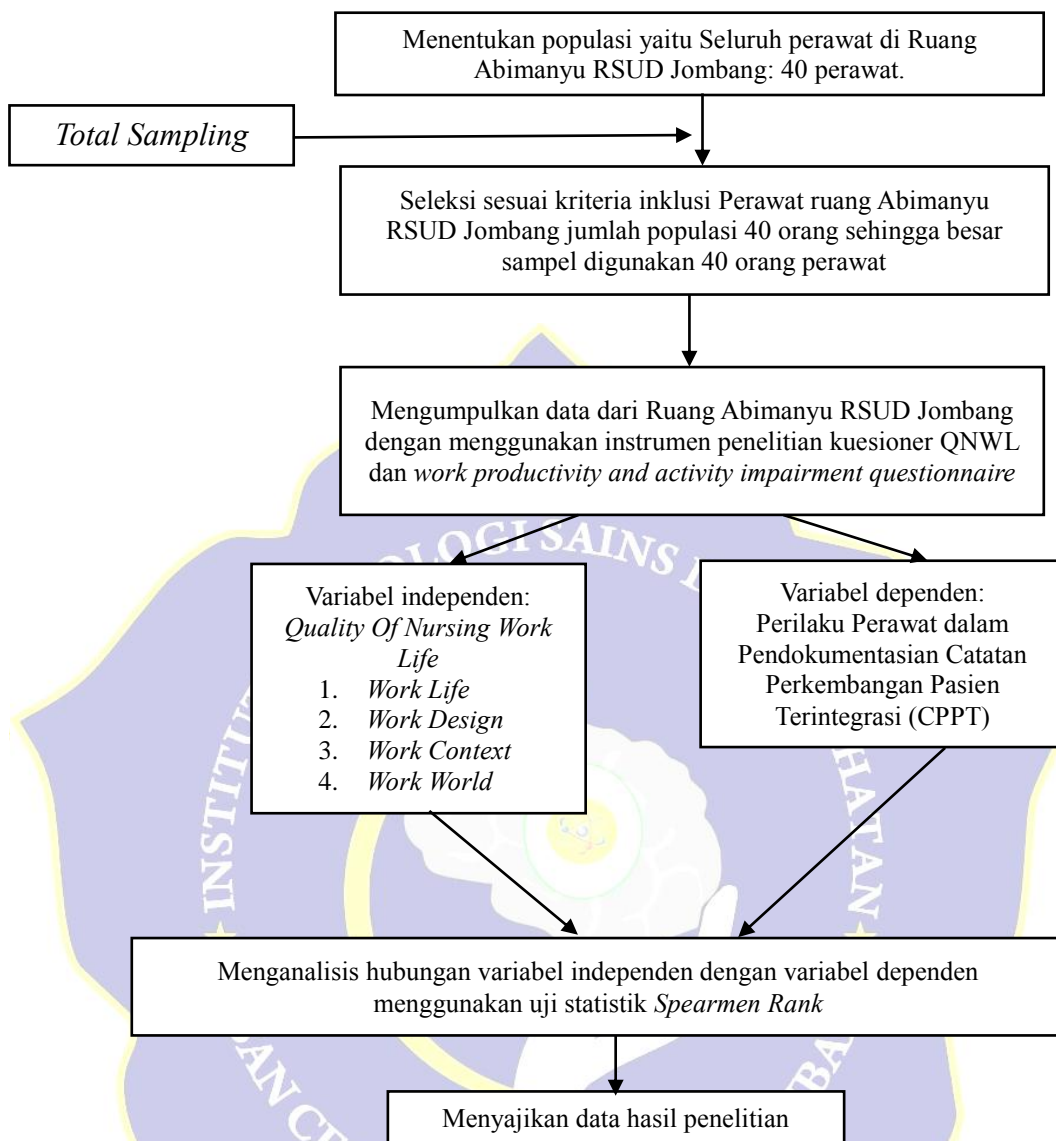 Menentukan populasi yaitu Seluruh perawat di Ruang
Abimanyu RSUD Jombang: 40 perawat.
Total Sampling
Seleksi sesuai kriteria inklusi Perawat ruang Abimanyu
RSUD Jombang jumlah populasi 40 orang sehingga besar
sampel digunakan 40 orang perawat
Mengumpulkan data dari Ruang Abimanyu RSUD Jombang
dengan menggunakan instrumen penelitian kuesioner QNWL
dan work productivity and activity impairment questionnaire
Variabel independen:
Quality Of Nursing Work
Life
1. Work Life
2. Work Design
3. Work Context
4. Work World
Variabel dependen:
Perilaku Perawat dalam
Pendokumentasian Catatan
Perkembangan Pasien
Terintegrasi (CPPT)
Menganalisis hubungan variabel independen dengan variabel dependen
menggunakan uji statistik Spearmen Rank
Menyajikan data hasil penelitian
SAINS